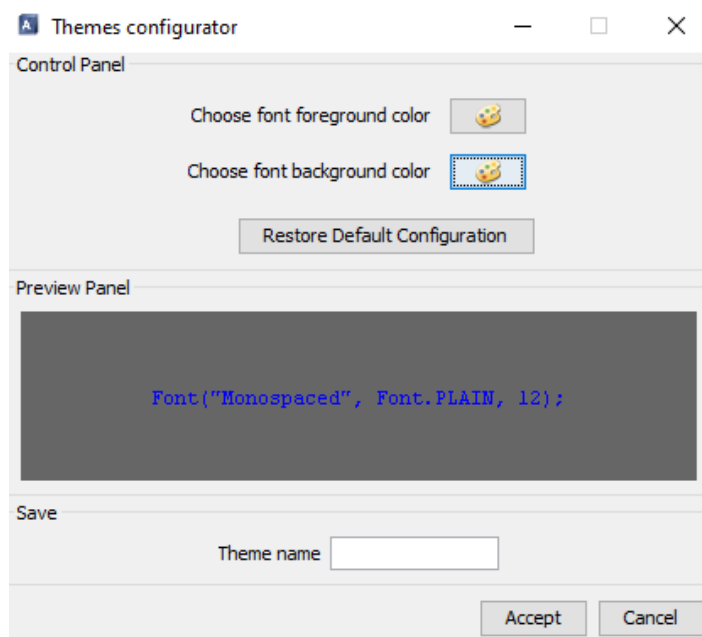 Themes configurator
Control Panel
Choose font foreground color
Choose font background color
Restore Default Configuration
Preview Panel
Font("Monospaced", Font.PLAIN, 12);
Save
Theme name
Accept Cancel